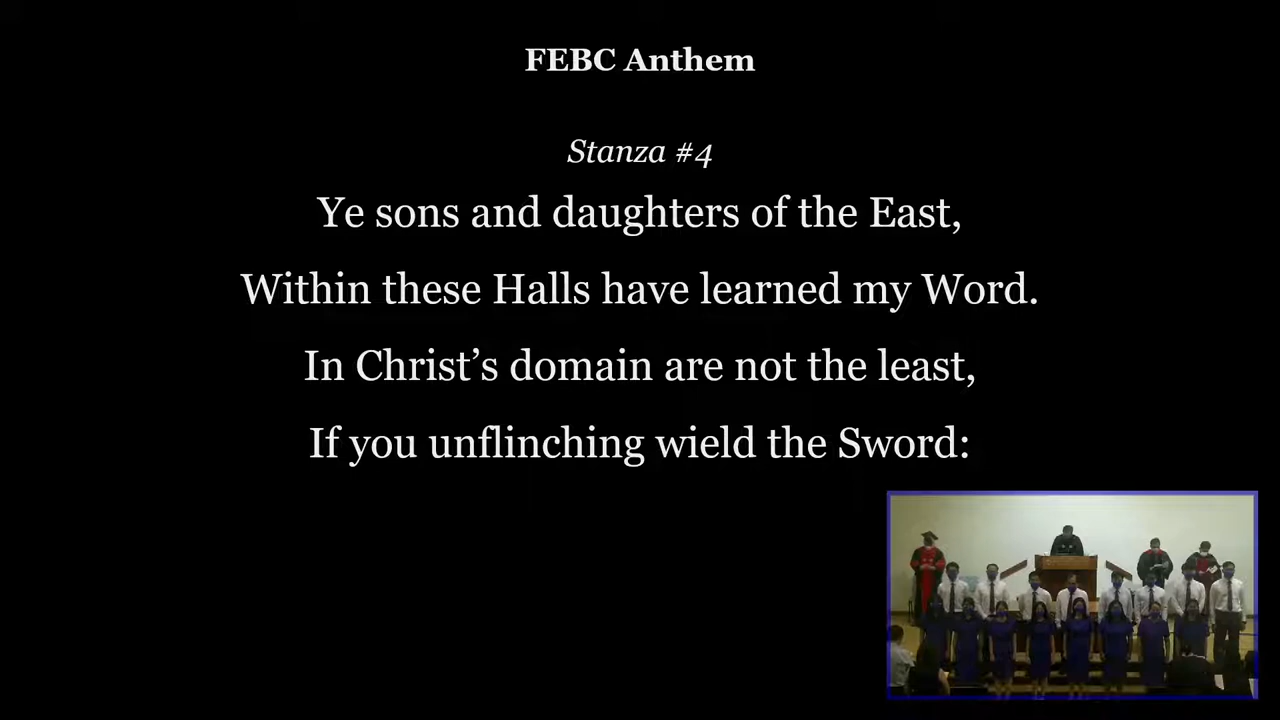 FEBC Anthem
Stanza #4
Ye sons and daughters of the East,
Within these Halls have learned my Word.
In Christ’s domain are not the least,
If you unflinching wield the Sword: